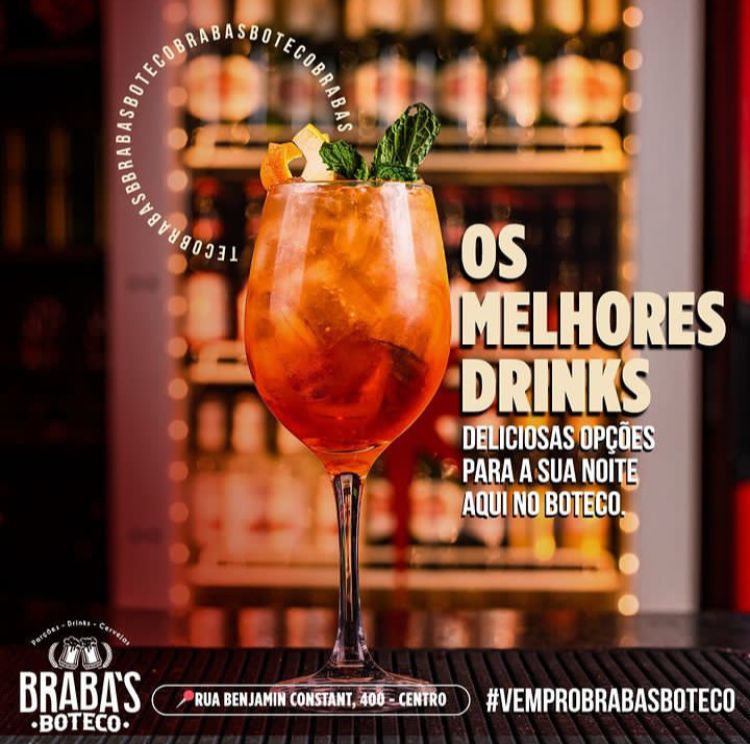 TECOBRABASBBRABASBOTECOBRABASBOTECOBRABAS
OS
MELHORES
DRINKS
DELICIOSAS OPÇÕES
PARA A SUA NOITE
AQUI NO BOTECO.
Porções - Drinks - Cervejas
BRABA'S
•BOTECO•
RUA BENJAMIN CONSTANT, 400 - CENTRO
#VEMPROBRABASBOTECO